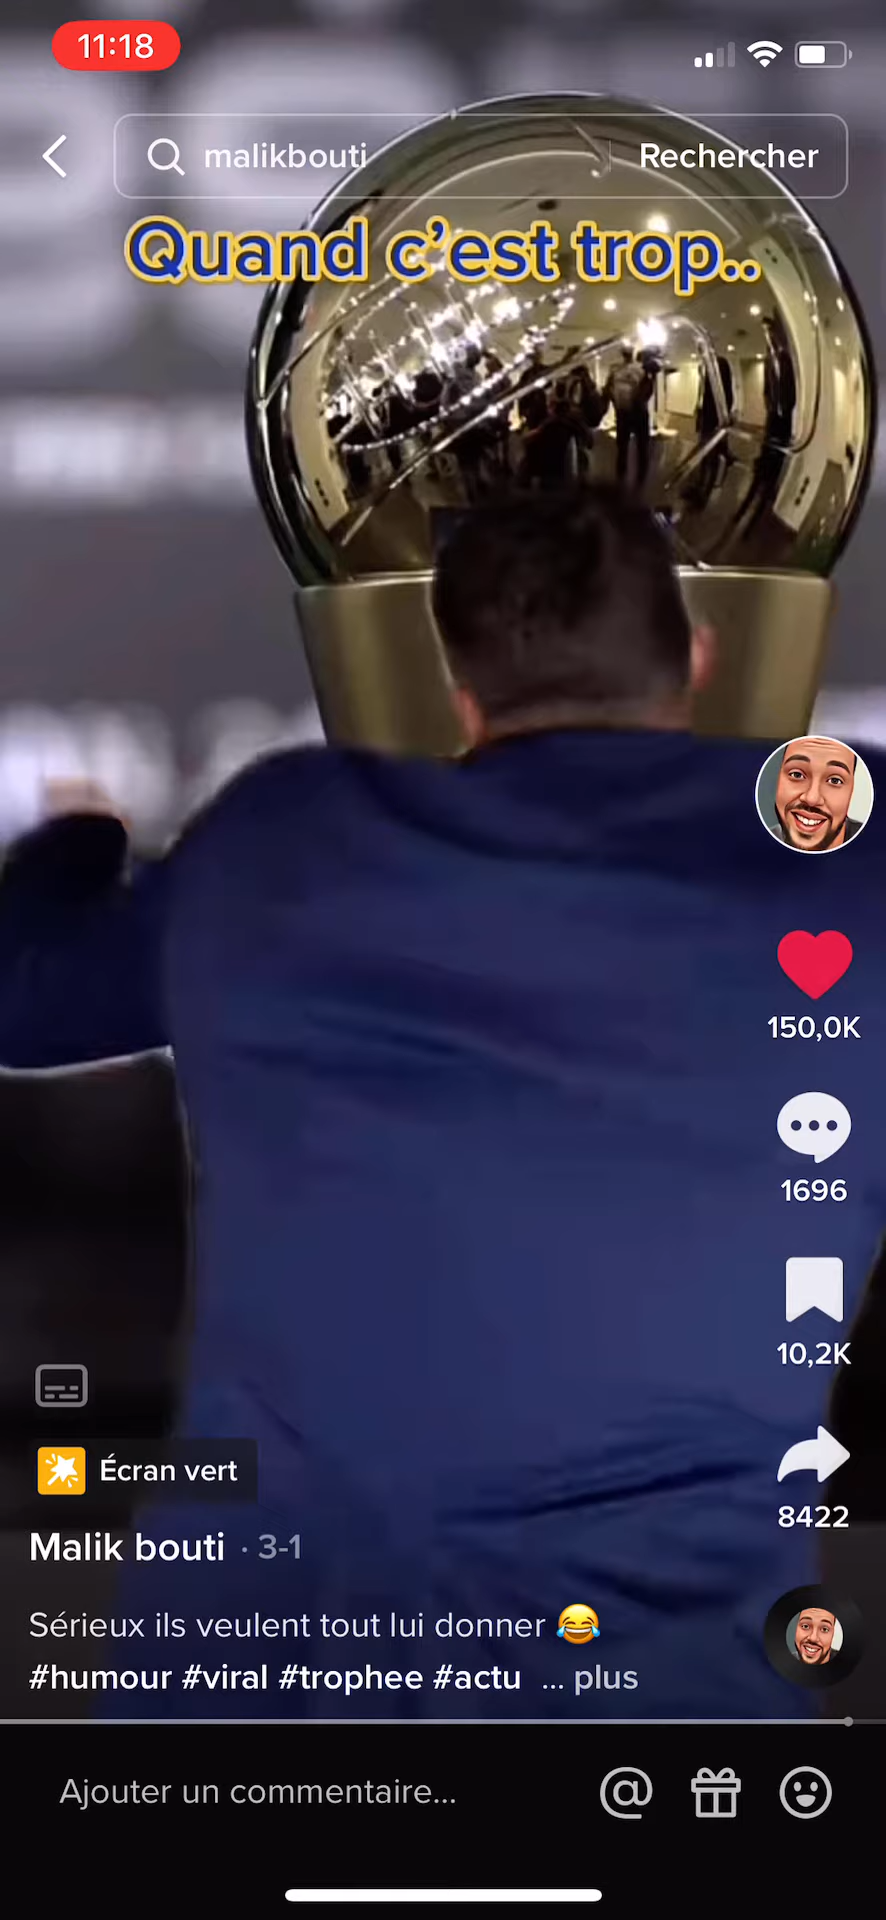 11:18
malikbouti
Rechercher
Quand c'est trop..
150,0K
1696
10,2K
8422
Écran vert
Malik bouti · 3-1
Sérieux ils veulent tout lui donner 😂
#humour #viral #trophee #actu ... plus
Ajouter un commentaire...